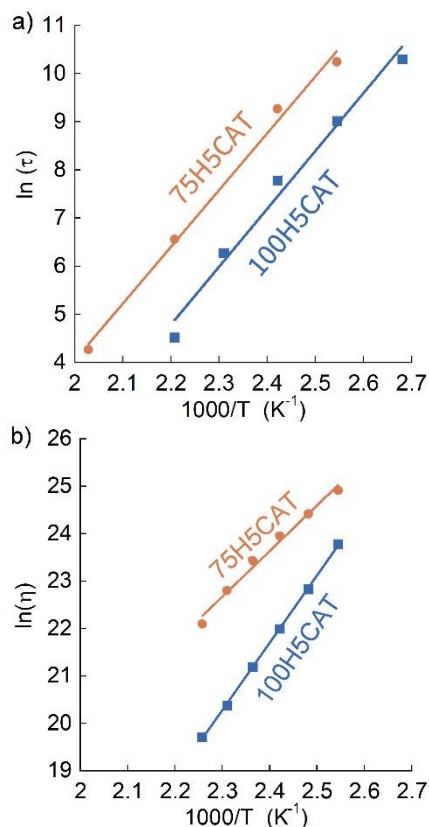 a)
11
10
9
8
7
6
5
4
ln (τ)
75H5CAT
100H5CAT
2 2.1 2.2 2.3 2.4 2.5 2.6 2.7
1000/T (K⁻¹)
b)
26
25
24
23
22
21
20
19
ln(η)
75H5CAT
100H5CAT
2 2.1 2.2 2.3 2.4 2.5 2.6 2.7
1000/T (K⁻¹)